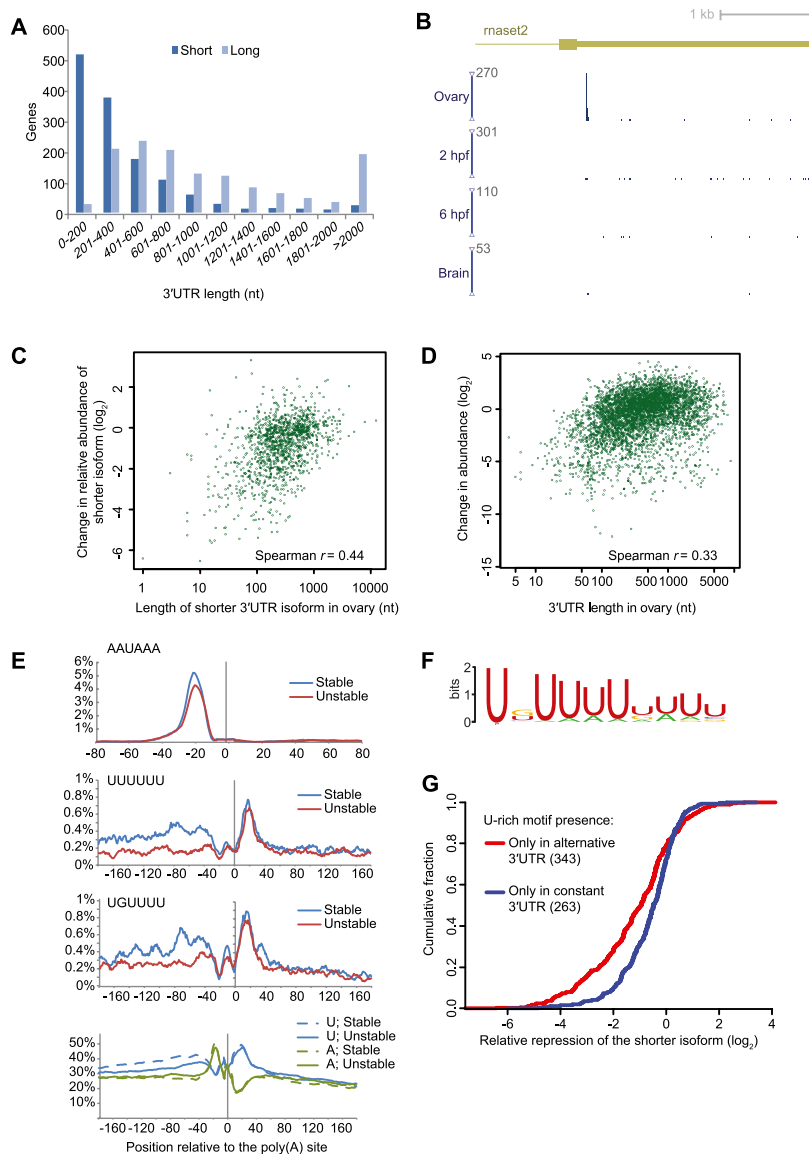 A
600
500
400
300
200
100
0
Genes
Short
Long
0-200
201-400
401-600
601-800
801-1000
1001-1200
1201-1400
1401-1600
1601-1800
1801-2000
>2000
3′UTR length (nt)
B
1 kb
rnaset2
270
Ovary
301
2 hpf
110
6 hpf
53
Brain
C
Change in relative abundance of
shorter isoform (log2)
2
0
-2
-4
-6
Spearman r = 0.44
1
10
100
1000
10000
Length of shorter 3′UTR isoform in ovary (nt)
D
Change in abundance (log2)
5
0
-5
-10
-15
Spearman r = 0.33
5
10
50
100
500
1000
5000
3′UTR length in ovary (nt)
E
AAUAAA
6%
5%
4%
3%
2%
1%
Stable
Unstable
-80
-60
-40
-20
0
20
40
60
80
UUUUUU
1%
0.8%
0.6%
0.4%
0.2%
0%
Stable
Unstable
-160
-120
-80
-40
0
40
80
120
160
UGUUUU
1%
0.8%
0.6%
0.4%
0.2%
0%
Stable
Unstable
-160
-120
-80
-40
0
40
80
120
160
U; Stable
U; Unstable
A; Stable
A; Unstable
50%
40%
30%
20%
10%
-160
-120
-80
-40
0
40
80
120
160
Position relative to the poly(A) site
F
bits
2
1
0
G
Cumulative fraction
1.0
0.8
0.6
0.4
0.2
0.0
U-rich motif presence:
Only in alternative
3′UTR (343)
Only in constant
3′UTR (263)
-6
-4
-2
0
2
4
Relative repression of the shorter isoform (log2)